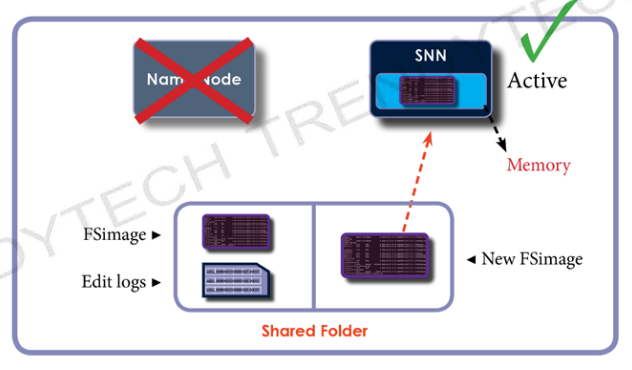 SNN
Name Node
Active
Memory
FSimage ►
Edit logs ►
◄ New FSimage
Shared Folder